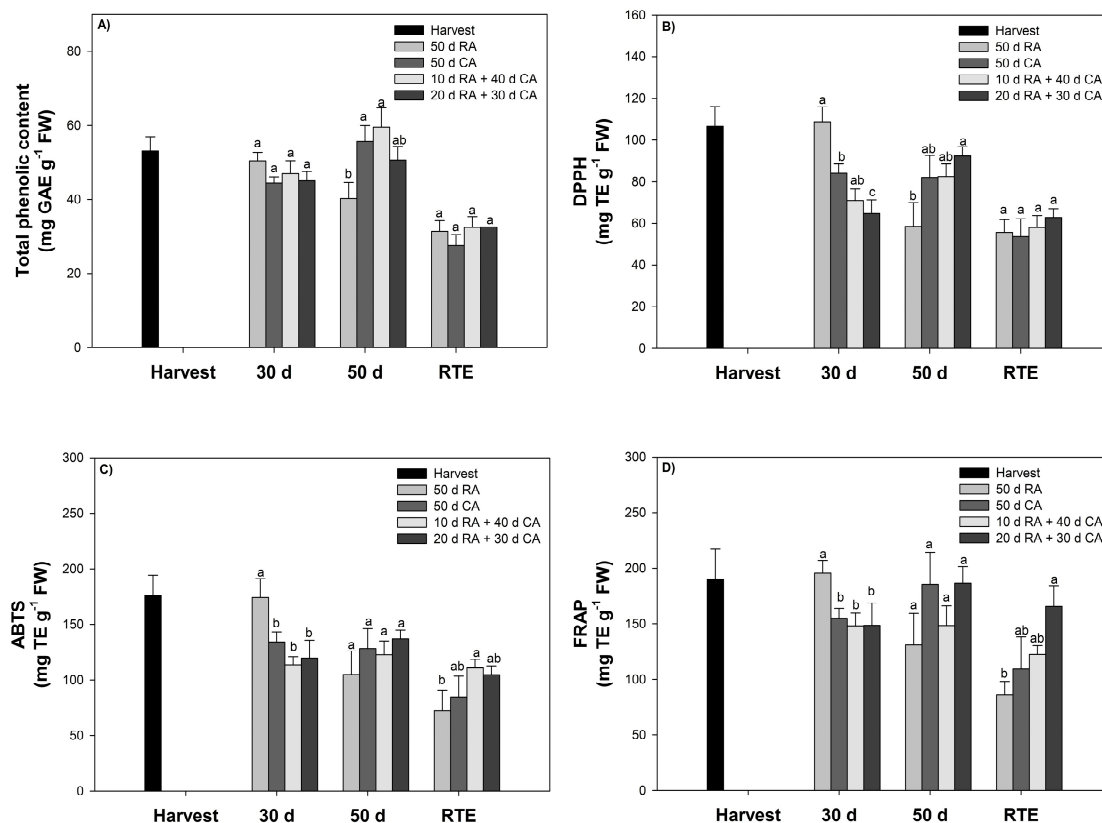 A)
Harvest
50 d RA
50 d CA
10 d RA + 40 d CA
20 d RA + 30 d CA
Total phenolic content
(mg GAE g-1 FW)
80
60
40
20
0
a
a
a
a
b
a
a
ab
a
a
a
a
Harvest
30 d
50 d
RTE
B)
Harvest
50 d RA
50 d CA
10 d RA + 40 d CA
20 d RA + 30 d CA
DPPH
(mg TE g-1 FW)
160
140
120
100
80
60
40
20
0
a
b
ab
c
b
ab
ab
a
a
a
a
a
Harvest
30 d
50 d
RTE
C)
Harvest
50 d RA
50 d CA
10 d RA + 40 d CA
20 d RA + 30 d CA
ABTS
(mg TE g-1 FW)
300
250
200
150
100
50
0
a
b
b
b
a
a
a
a
b
ab
a
ab
Harvest
30 d
50 d
RTE
D)
Harvest
50 d RA
50 d CA
10 d RA + 40 d CA
20 d RA + 30 d CA
FRAP
(mg TE g-1 FW)
300
250
200
150
100
50
0
a
b
b
b
a
a
a
a
b
ab
ab
a
Harvest
30 d
50 d
RTE